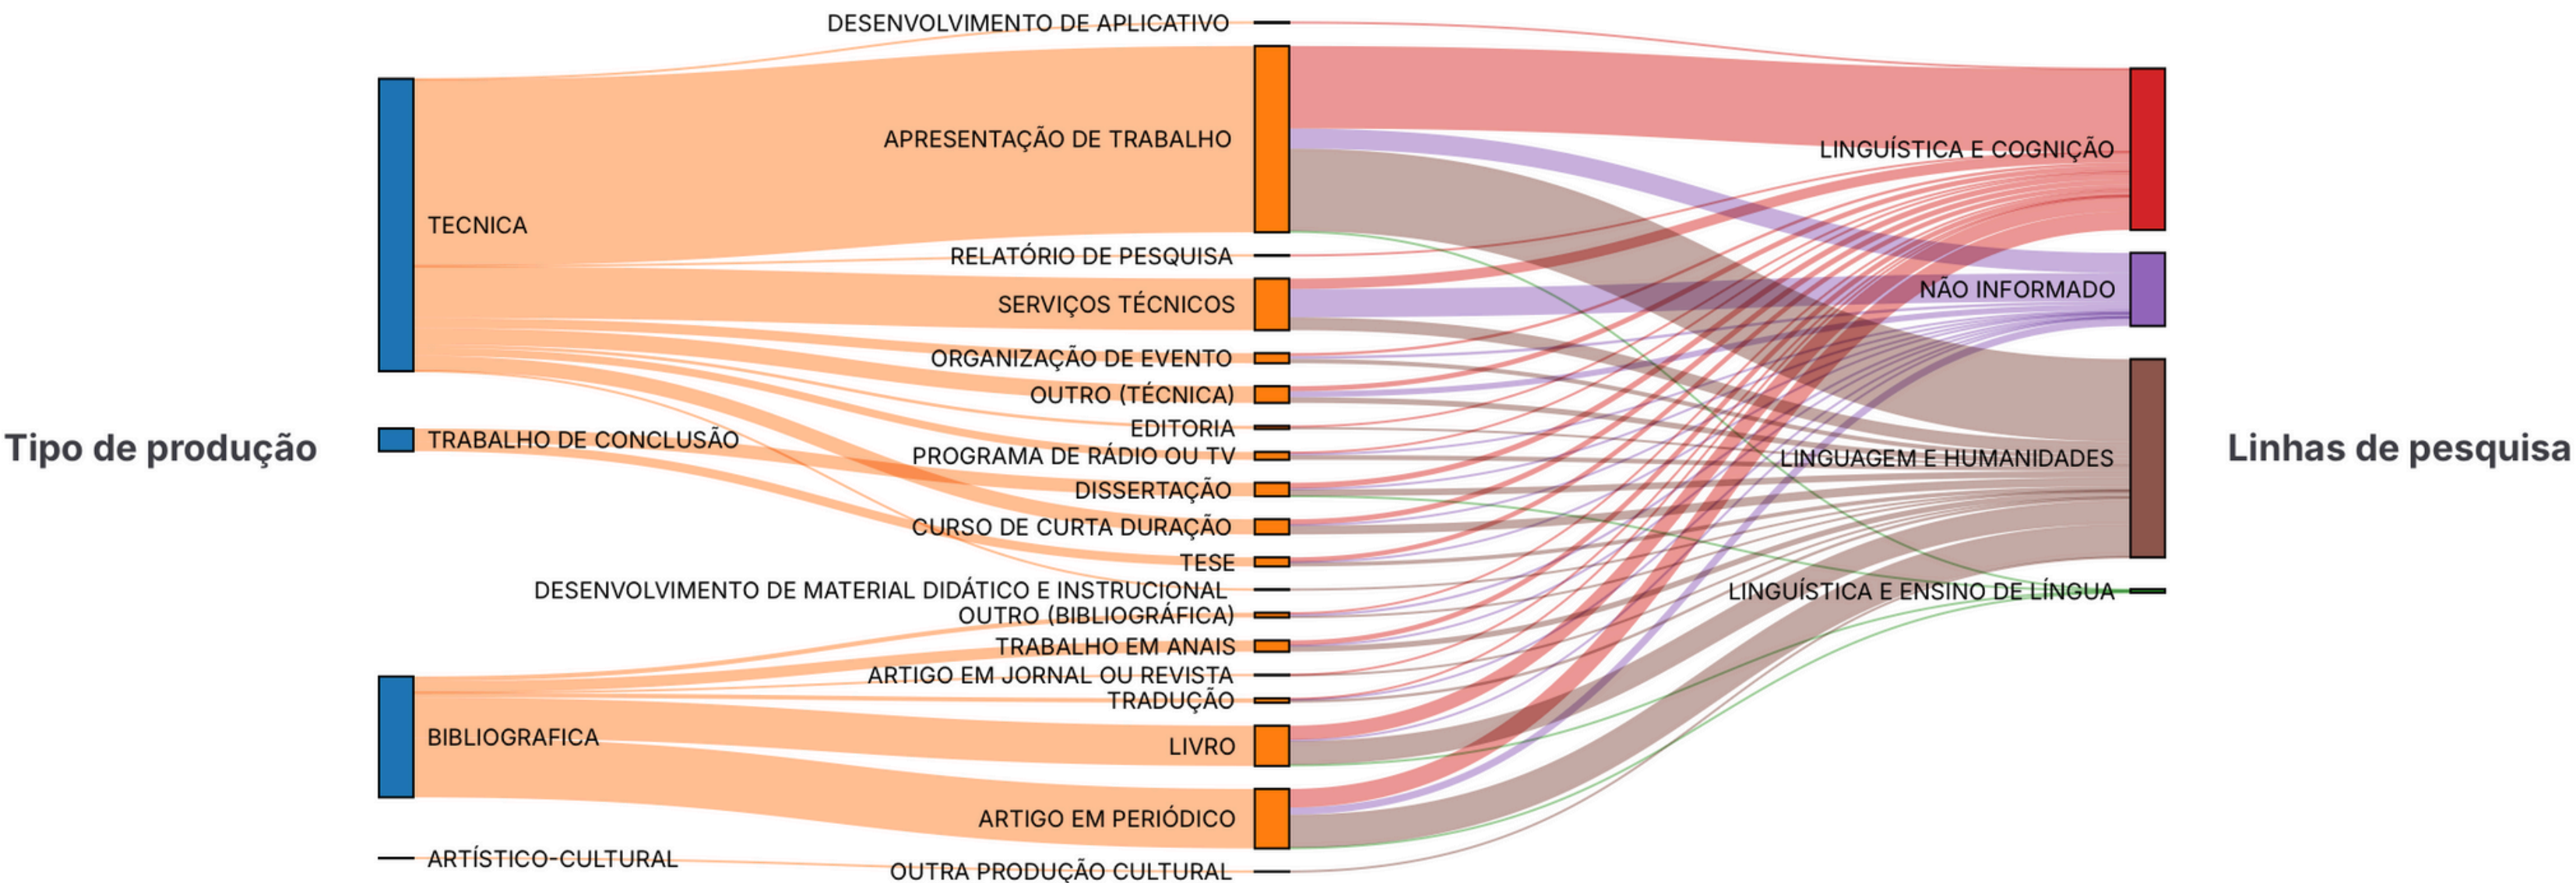 DESENVOLVIMENTO DE APLICATIVO
APRESENTAÇÃO DE TRABALHO
LINGUÍSTICA E COGNIÇÃO
TECNICA
RELATÓRIO DE PESQUISA
NÃO INFORMADO
SERVIÇOS TÉCNICOS
ORGANIZAÇÃO DE EVENTO
OUTRO (TÉCNICA)
EDITORIA
Tipo de produção
TRABALHO DE CONCLUSÃO
PROGRAMA DE RÁDIO OU TV
LINGUAGEM E HUMANIDADES
Linhas de pesquisa
DISSERTAÇÃO
CURSO DE CURTA DURAÇÃO
TESE
DESENVOLVIMENTO DE MATERIAL DIDÁTICO E INSTRUCIONAL
LINGUÍSTICA E ENSINO DE LÍNGUA
OUTRO (BIBLIOGRÁFICA)
TRABALHO EM ANAIS
ARTIGO EM JORNAL OU REVISTA
TRADUÇÃO
BIBLIOGRAFICA
LIVRO
ARTIGO EM PERIÓDICO
ARTÍSTICO-CULTURAL
OUTRA PRODUÇÃO CULTURAL